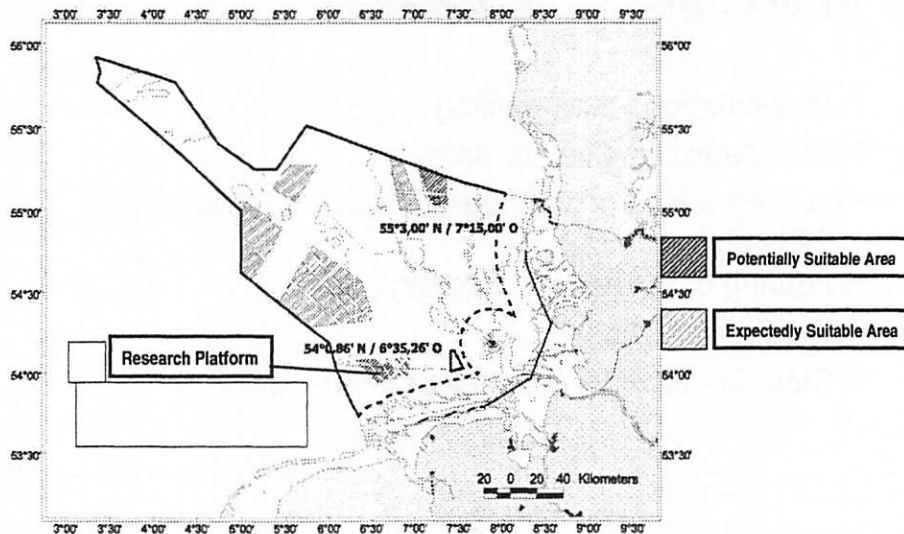 3°00' 3°30' 4°00' 4°30' 5°00' 5°30' 6°00' 6°30' 7°00' 7°30' 8°00' 8°30' 9°00' 9°30'
56°00' 56°00'
55°30' 55°30'
55°00' 55°00'
55°3,00' N / 7°15,00' O
Potentially Suitable Area
54°30' 54°30'
Expectedly Suitable Area
54°0,86' N / 6°35,26' O
Research Platform
54°00' 54°00'
53°30' 53°30'
20 0 20 40 Kilometers
3°00' 3°30' 4°00' 4°30' 5°00' 5°30' 6°00' 6°30' 7°00' 7°30' 8°00' 8°30' 9°00' 9°30'